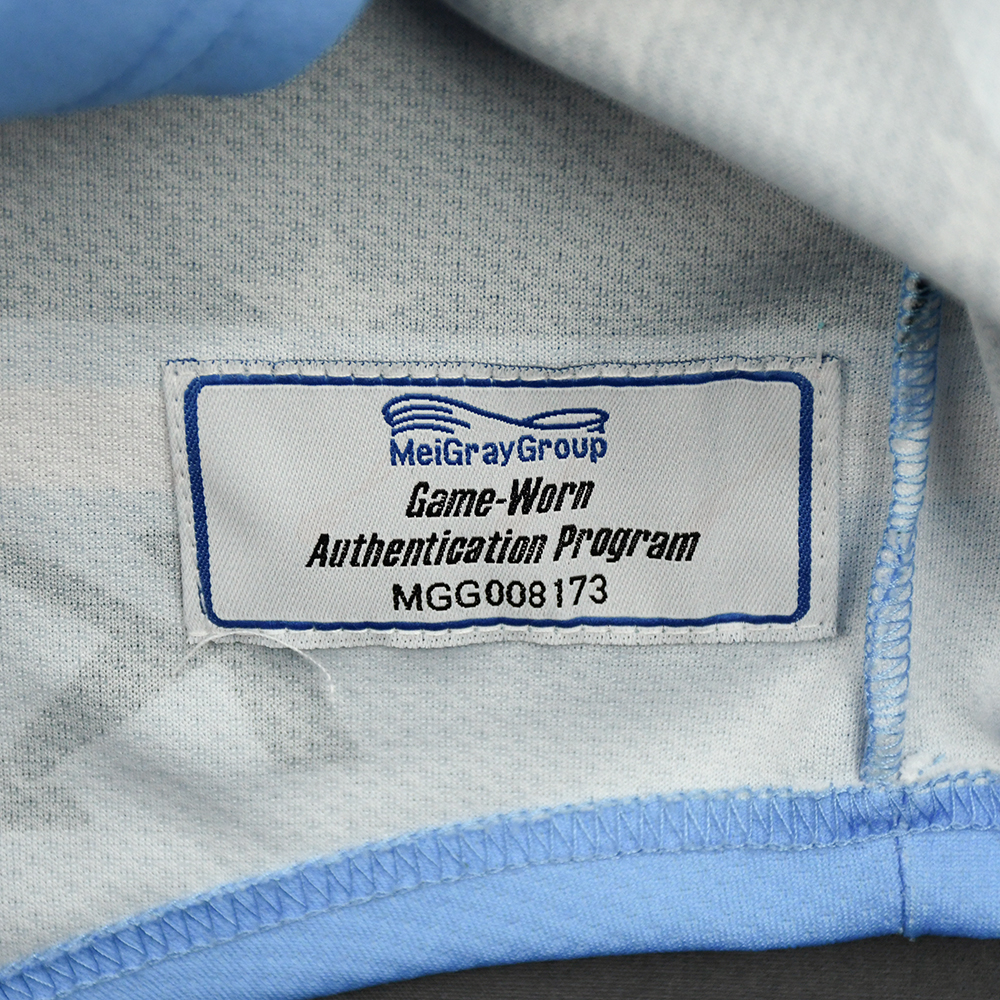 MeiGrayGroup
Game-Worn
Authentication Program
MGG008173